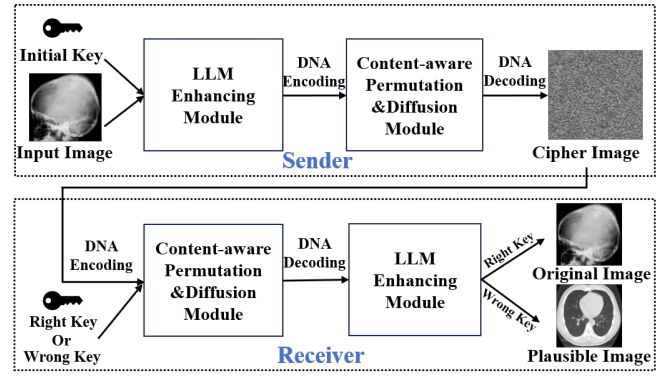 Initial Key
Input Image
LLM
Enhancing
Module
DNA
Encoding
Content-aware
Permutation
&Diffusion
Module
DNA
Decoding
Cipher Image
Sender
DNA
Encoding
Right Key
Or
Wrong Key
Content-aware
Permutation
&Diffusion
Module
DNA
Decoding
LLM
Enhancing
Module
Right Key
Wrong Key
Original Image
Plausible Image
Receiver